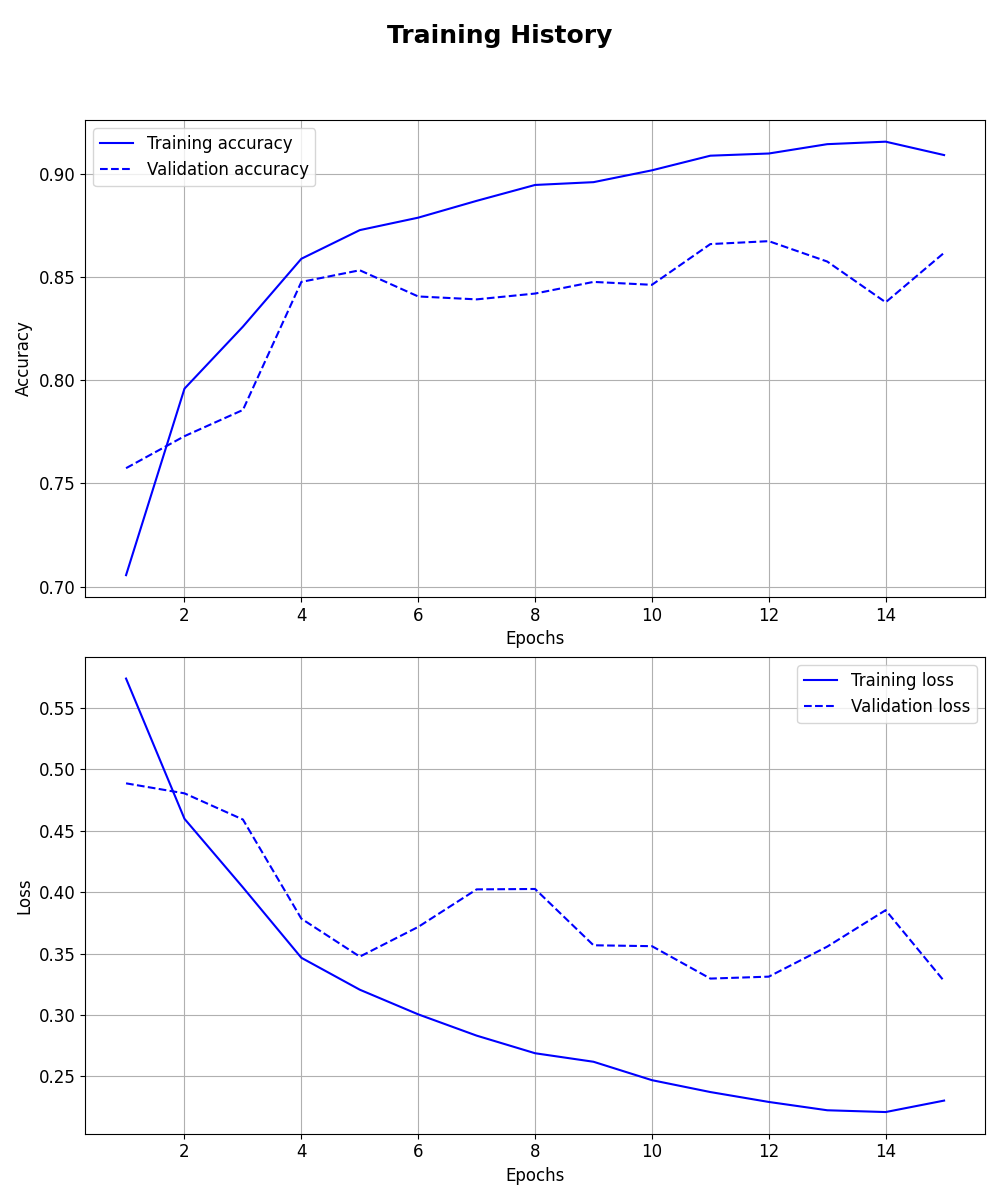 Training History
Training accuracy
Validation accuracy
0.90
0.85
0.80
0.75
0.70
Accuracy
2 4 6 8 10 12 14
Epochs
Training loss
Validation loss
0.55
0.50
0.45
0.40
0.35
0.30
0.25
Loss
2 4 6 8 10 12 14
Epochs